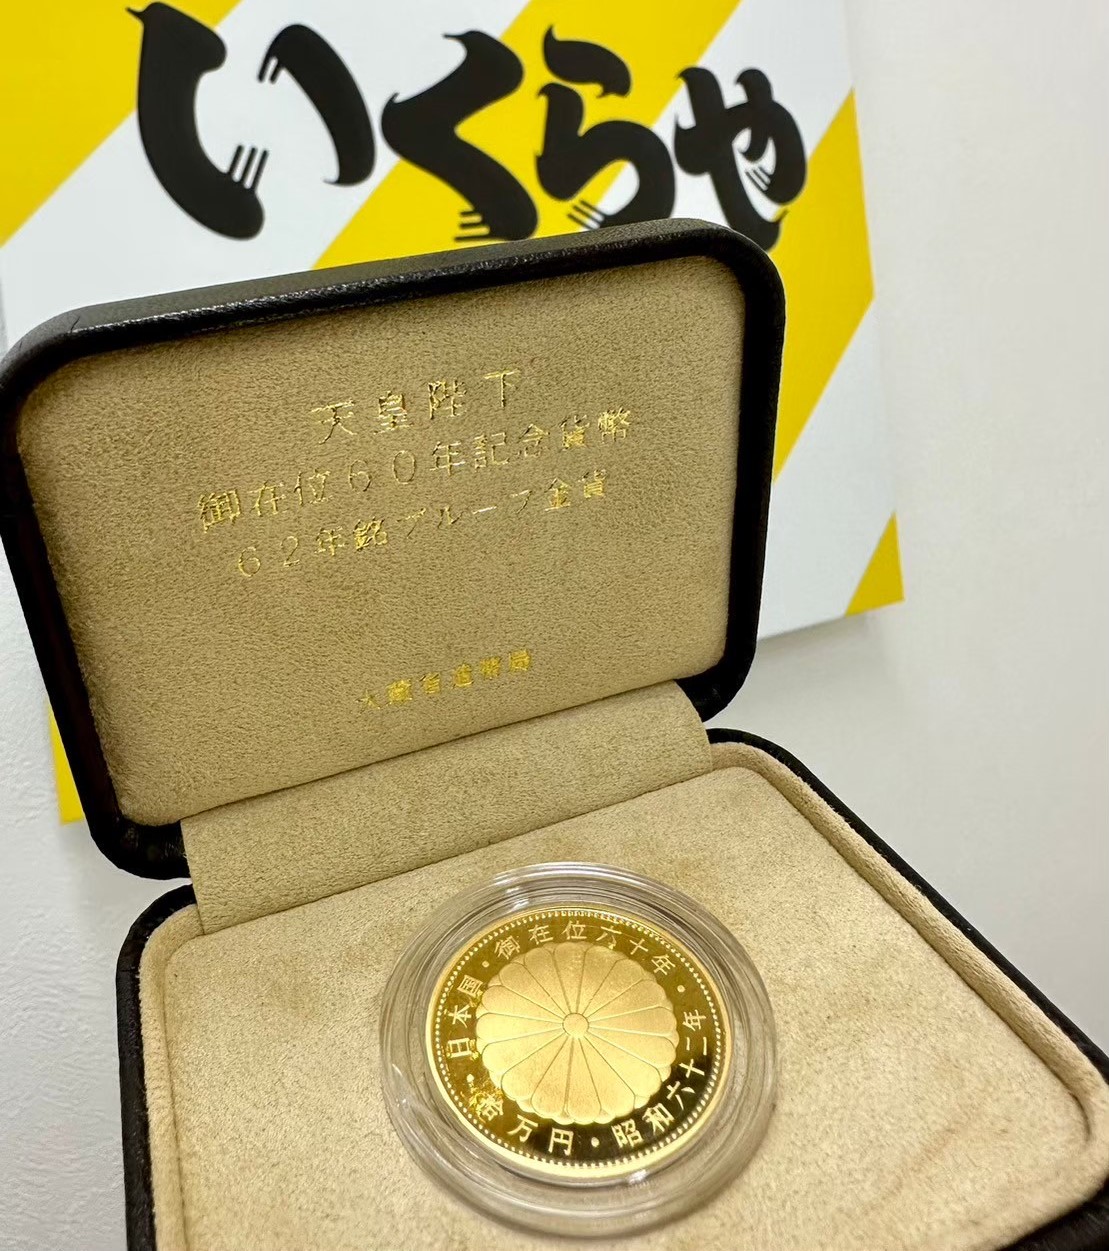 いくらや
天皇陛下
御在位60年記念貨幣
62年銘プルーフ金貨
大蔵省造幣局
日本国・御在位六十年・
拾万円・昭和六十二年